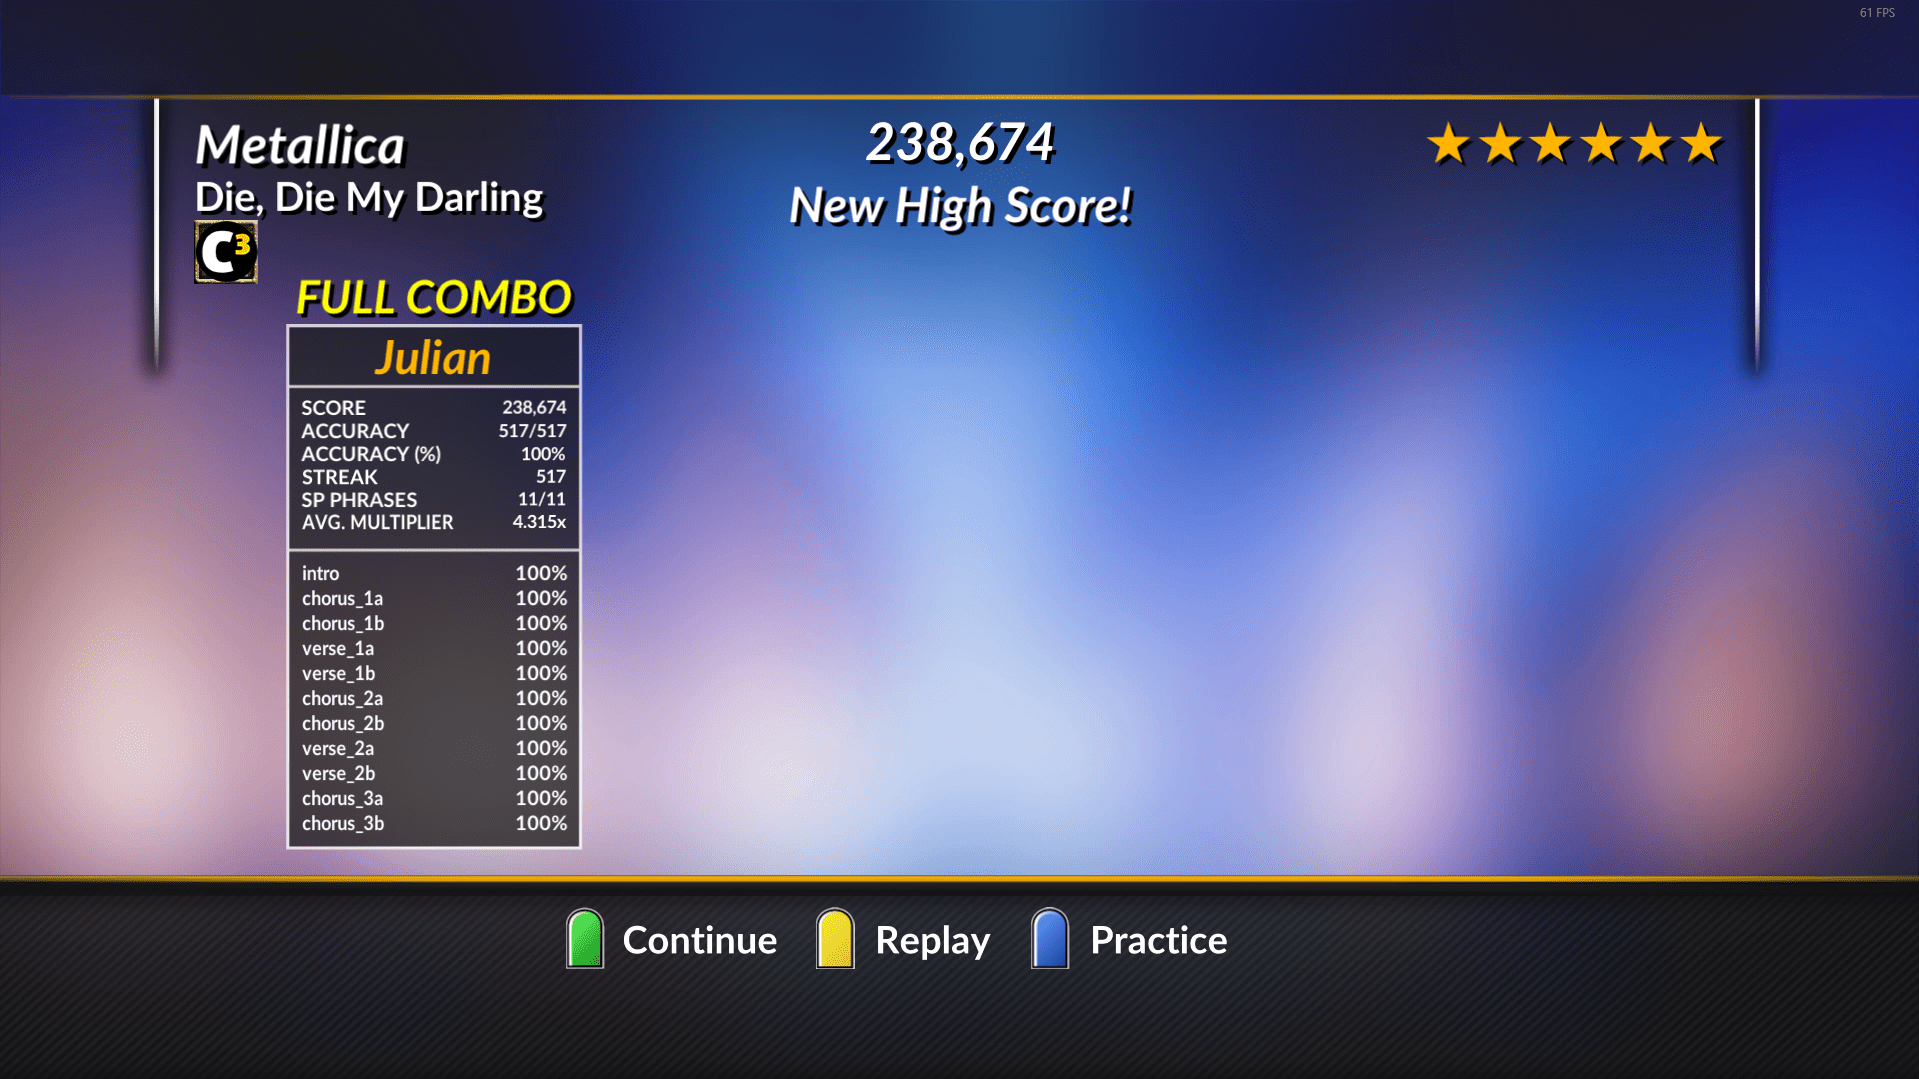 61 FPS
Metallica
Die, Die My Darling
C3
238,674
New High Score!
FULL COMBO
Julian
SCORE 238,674
ACCURACY 517/517
ACCURACY (%) 100%
STREAK 517
SP PHRASES 11/11
AVG. MULTIPLIER 4.315x
intro 100%
chorus_1a 100%
chorus_1b 100%
verse_1a 100%
verse_1b 100%
chorus_2a 100%
chorus_2b 100%
verse_2a 100%
verse_2b 100%
chorus_3a 100%
chorus_3b 100%
Continue Replay Practice